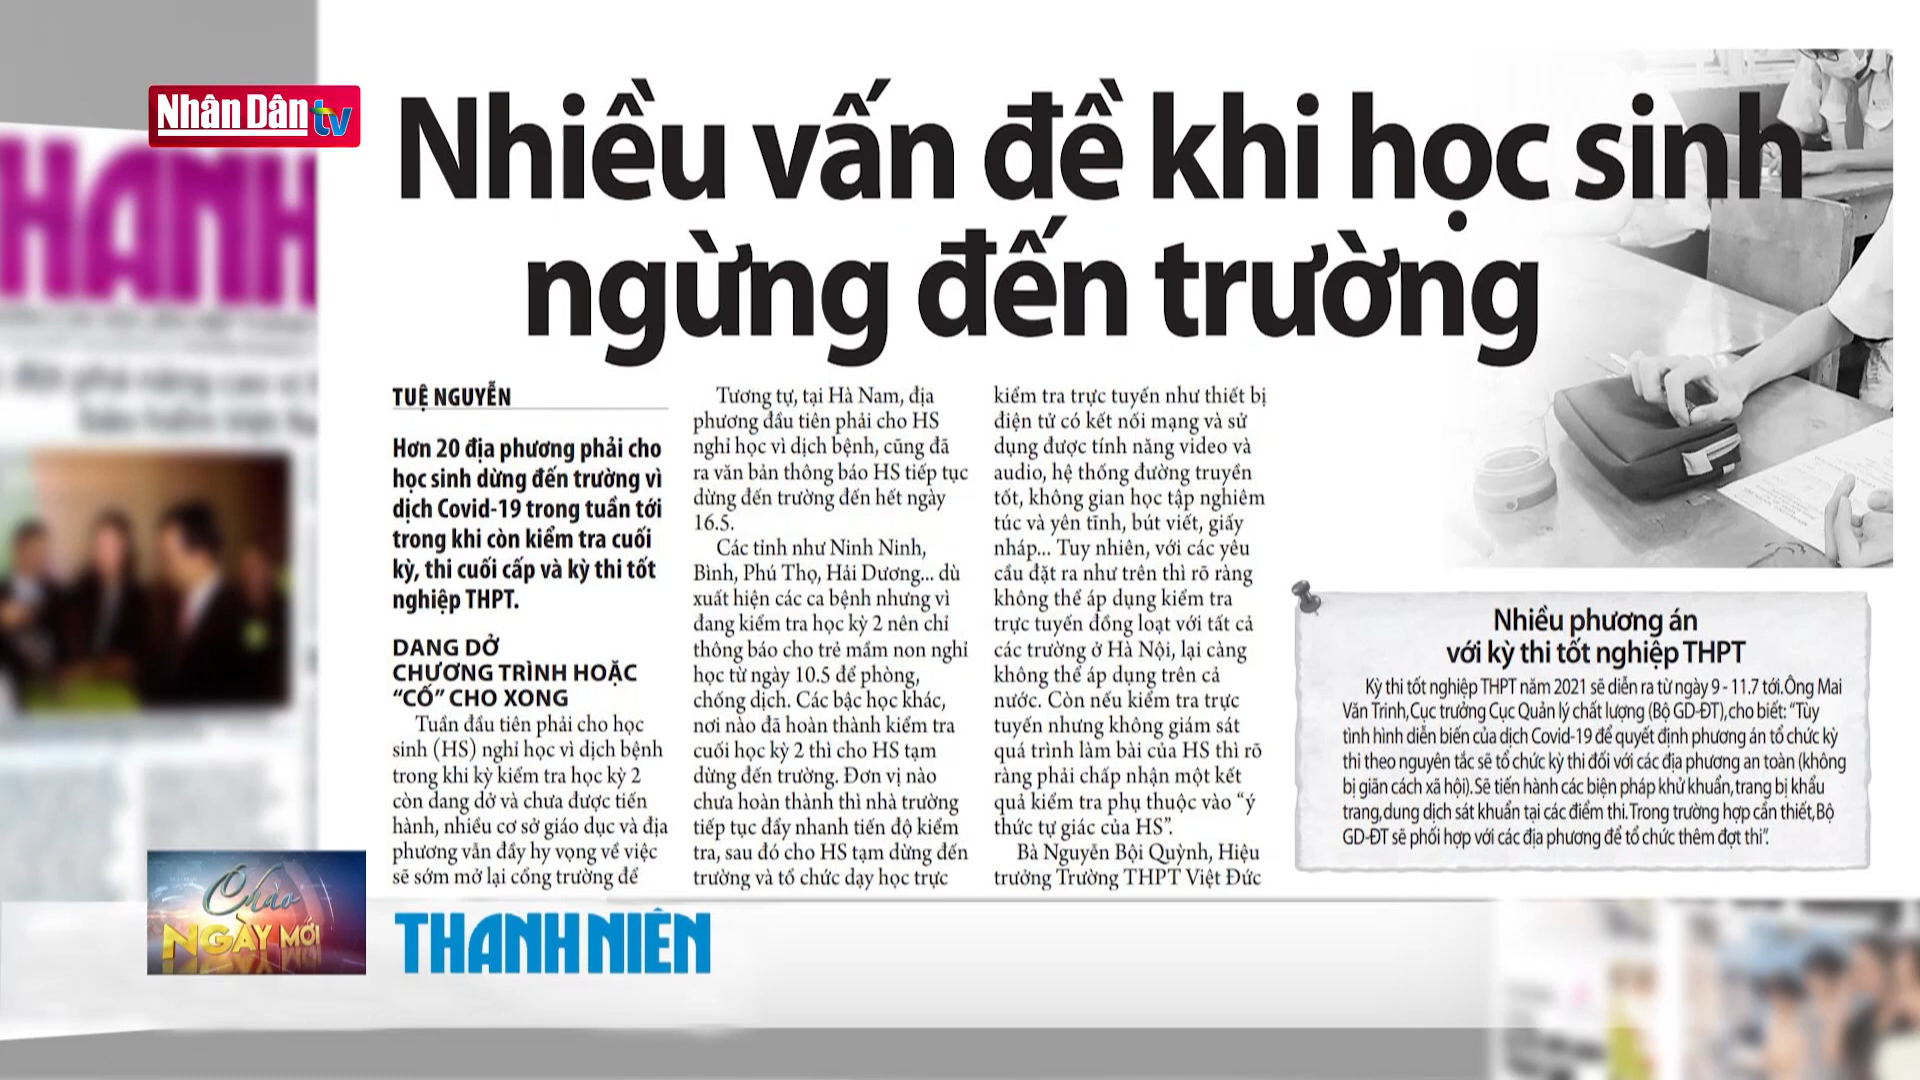 Nhân Dân tv
Nhiều vấn đề khi học sinh
ngừng đến trường
TUỆ NGUYỄN
Hơn 20 địa phương phải cho
học sinh dừng đến trường vì
dịch Covid-19 trong tuần tới
trong khi còn kiểm tra cuối
kỳ, thi cuối cấp và kỳ thi tốt
nghiệp THPT.
DANG DỞ
CHƯƠNG TRÌNH HOẶC
“CỐ” CHO XONG
Tuần đầu tiên phải cho học
sinh (HS) nghỉ học vì dịch bệnh
trong khi kỳ kiểm tra học kỳ 2
còn dang dở và chưa được tiến
hành, nhiều cơ sở giáo dục và địa
phương vẫn đầy hy vọng về việc
sẽ sớm mở lại cổng trường để
Tương tự, tại Hà Nam, địa
phương đầu tiên phải cho HS
nghỉ học vì dịch bệnh, cũng đã
ra văn bản thông báo HS tiếp tục
dừng đến trường đến hết ngày
16.5.
Các tỉnh như Ninh Ninh,
Bình, Phú Thọ, Hải Dương... dù
xuất hiện các ca bệnh nhưng vì
đang kiểm tra học kỳ 2 nên chỉ
thông báo cho trẻ mầm non nghỉ
học từ ngày 10.5 để phòng,
chống dịch. Các bậc học khác,
nơi nào đã hoàn thành kiểm tra
cuối học kỳ 2 thì cho HS tạm
dừng đến trường. Đơn vị nào
chưa hoàn thành thì nhà trường
tiếp tục đẩy nhanh tiến độ kiểm
tra, sau đó cho HS tạm dừng đến
trường và tổ chức dạy học trực
kiểm tra trực tuyến như thiết bị
điện tử có kết nối mạng và sử
dụng được tính năng video và
audio, hệ thống đường truyền
tốt, không gian học tập nghiêm
túc và yên tĩnh, bút viết, giấy
nháp... Tuy nhiên, với các yêu
cầu đặt ra như trên thì rõ ràng
không thể áp dụng kiểm tra
trực tuyến đồng loạt với tất cả
các trường ở Hà Nội, lại càng
không thể áp dụng trên cả
nước. Còn nếu kiểm tra trực
tuyến nhưng không giám sát
quá trình làm bài của HS thì rõ
ràng phải chấp nhận một kết
quả kiểm tra phụ thuộc vào “ý
thức tự giác của HS”.
Bà Nguyễn Bội Quỳnh, Hiệu
trưởng Trường THPT Việt Đức
Nhiều phương án
với kỳ thi tốt nghiệp THPT
Kỳ thi tốt nghiệp THPT năm 2021 sẽ diễn ra từ ngày 9 - 11.7 tới. Ông Mai
Văn Trinh, Cục trưởng Cục Quản lý chất lượng (Bộ GD-ĐT), cho biết: “Tùy
tình hình diễn biến của dịch Covid-19 để quyết định phương án tổ chức kỳ
thi theo nguyên tắc sẽ tổ chức kỳ thi đối với các địa phương an toàn (không
bị giãn cách xã hội). Sẽ tiến hành các biện pháp khử khuẩn, trang bị khẩu
trang, dung dịch sát khuẩn tại các điểm thi. Trong trường hợp cần thiết, Bộ
GD-ĐT sẽ phối hợp với các địa phương để tổ chức thêm đợt thi”.
Chào
NGÀY MỚI
THANH NIÊN